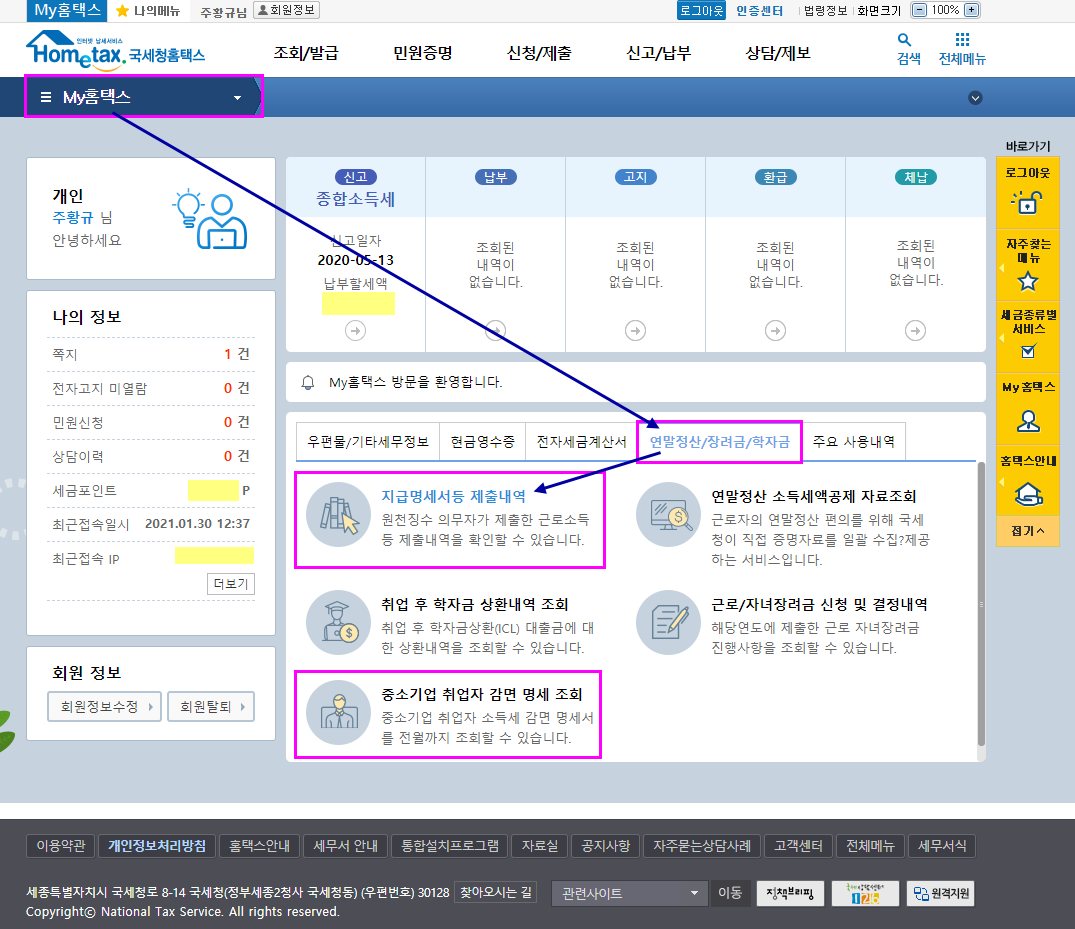 My홈택스
나의메뉴
주황규님
회원정보
로그아웃
인증센터
법령정보
화면크기
100%
인터넷 납세서비스
Hometax. 국세청홈택스
조회/발급
민원증명
신청/제출
신고/납부
상담/제보
검색
전체메뉴
My홈택스
바로가기
개인
주황규 님
안녕하세요
신고
종합소득세
신고일자
2020-05-13
납부할세액
납부
조회된
내역이
없습니다.
고지
조회된
내역이
없습니다.
환급
조회된
내역이
없습니다.
체납
조회된
내역이
없습니다.
로그아웃
자주찾는
메뉴
세금종류별
서비스
My홈택스
홈택스안내
접기
나의 정보
쪽지 1 건
전자고지 미열람 0 건
민원신청 0 건
상담이력 0 건
세금포인트 P
최근접속일시 2021.01.30 12:37
최근접속 IP
더보기
My홈택스 방문을 환영합니다.
우편물/기타세무정보
현금영수증
전자세금계산서
연말정산/장려금/학자금
주요 사용내역
지급명세서등 제출내역
원천징수 의무자가 제출한 근로소득
등 제출내역을 확인할 수 있습니다.
연말정산 소득세액공제 자료조회
근로자의 연말정산 편의를 위해 국세
청이 직접 증명자료를 일괄 수집?제공
하는 서비스입니다.
취업 후 학자금 상환내역 조회
취업 후 학자금상환(ICL) 대출금에 대
한 상환내역을 조회할 수 있습니다.
근로/자녀장려금 신청 및 결정내역
해당연도에 제출한 근로 자녀장려금
진행사항을 조회할 수 있습니다.
중소기업 취업자 감면 명세 조회
중소기업 취업자 소득세 감면 명세서
를 전월까지 조회할 수 있습니다.
회원 정보
회원정보수정
회원탈퇴
이용약관
개인정보처리방침
홈택스안내
세무서 안내
통합설치프로그램
자료실
공지사항
자주묻는상담사례
고객센터
전체메뉴
세무서식
세종특별자치시 국세청로 8-14 국세청(정부세종2청사 국세청동) (우편번호) 30128
찾아오시는 길
관련사이트
이동
정책브리핑
국세상담센터
126
원격지원
Copyright© National Tax Service. All rights reserved.